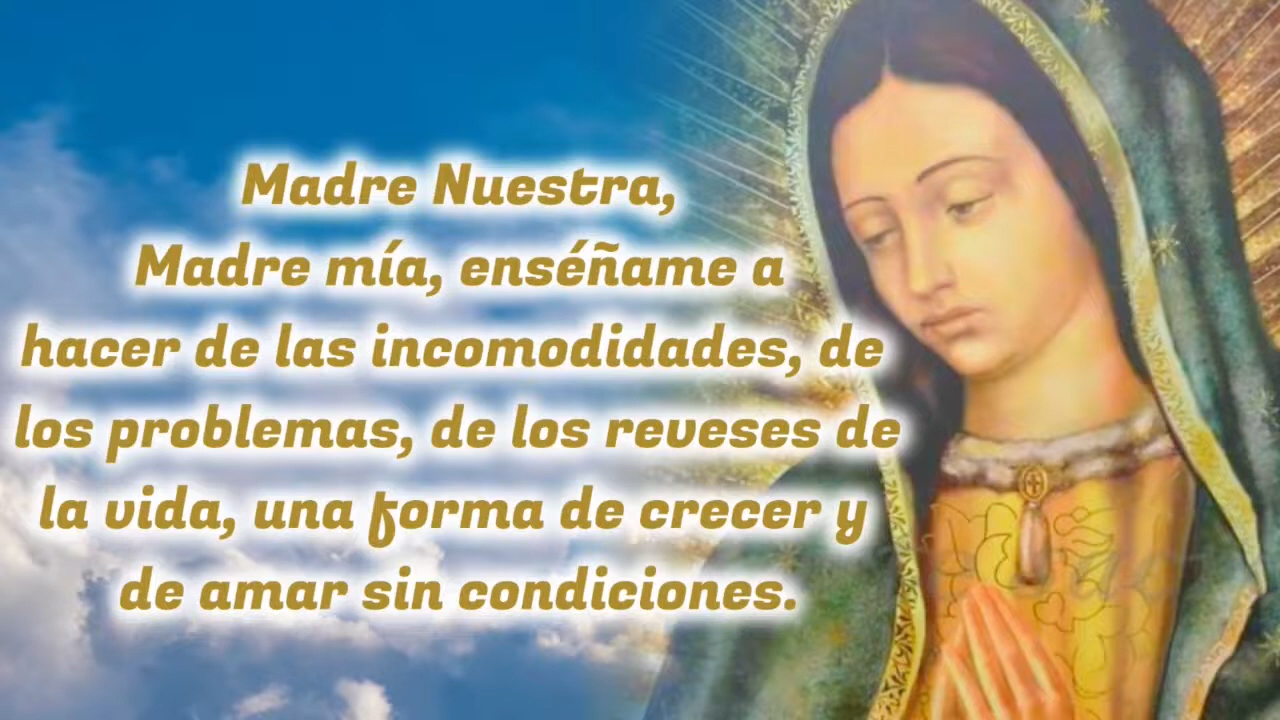 Madre Nuestra,
Madre mía, enséñame a
hacer de las incomodidades, de
los problemas, de los reveses de
la vida, una forma de crecer y
de amar sin condiciones.